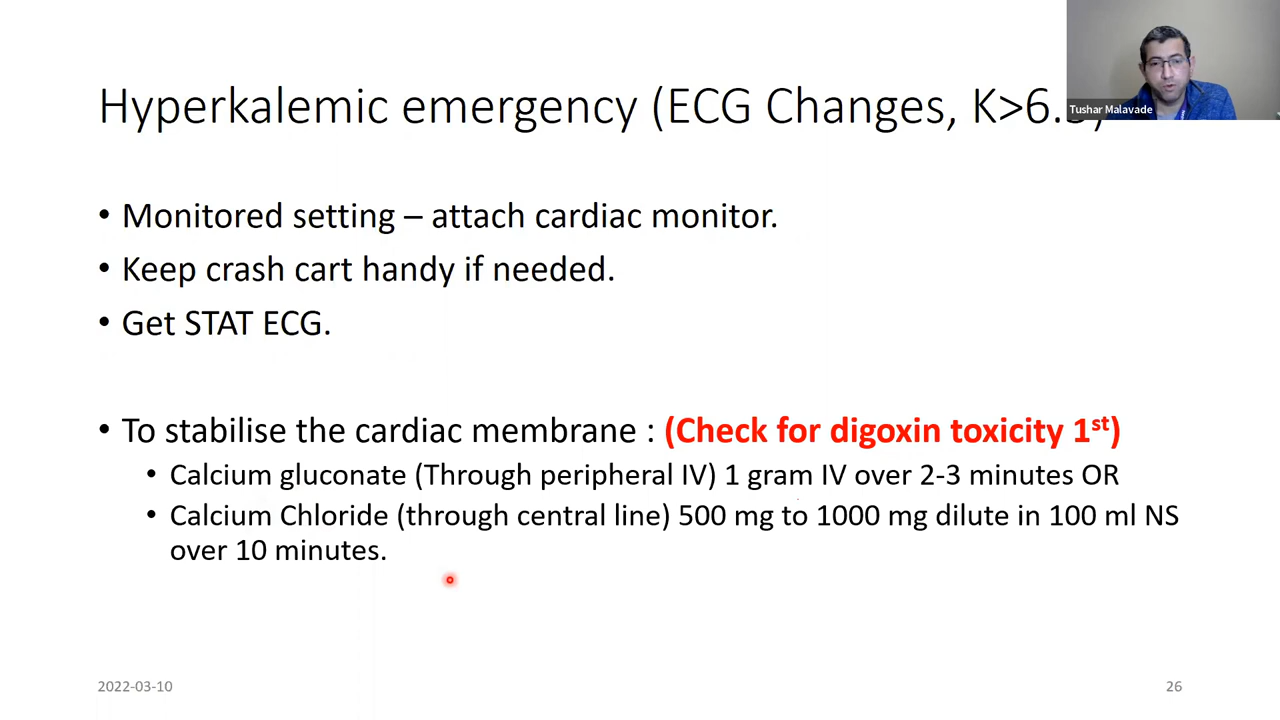 Hyperkalemic emergency (ECG Changes, K>6.
Tushar Malavade
• Monitored setting – attach cardiac monitor.
• Keep crash cart handy if needed.
• Get STAT ECG.
• To stabilise the cardiac membrane : (Check for digoxin toxicity 1st)
• Calcium gluconate (Through peripheral IV) 1 gram IV over 2-3 minutes OR
• Calcium Chloride (through central line) 500 mg to 1000 mg dilute in 100 ml NS
over 10 minutes.
2022-03-10
26